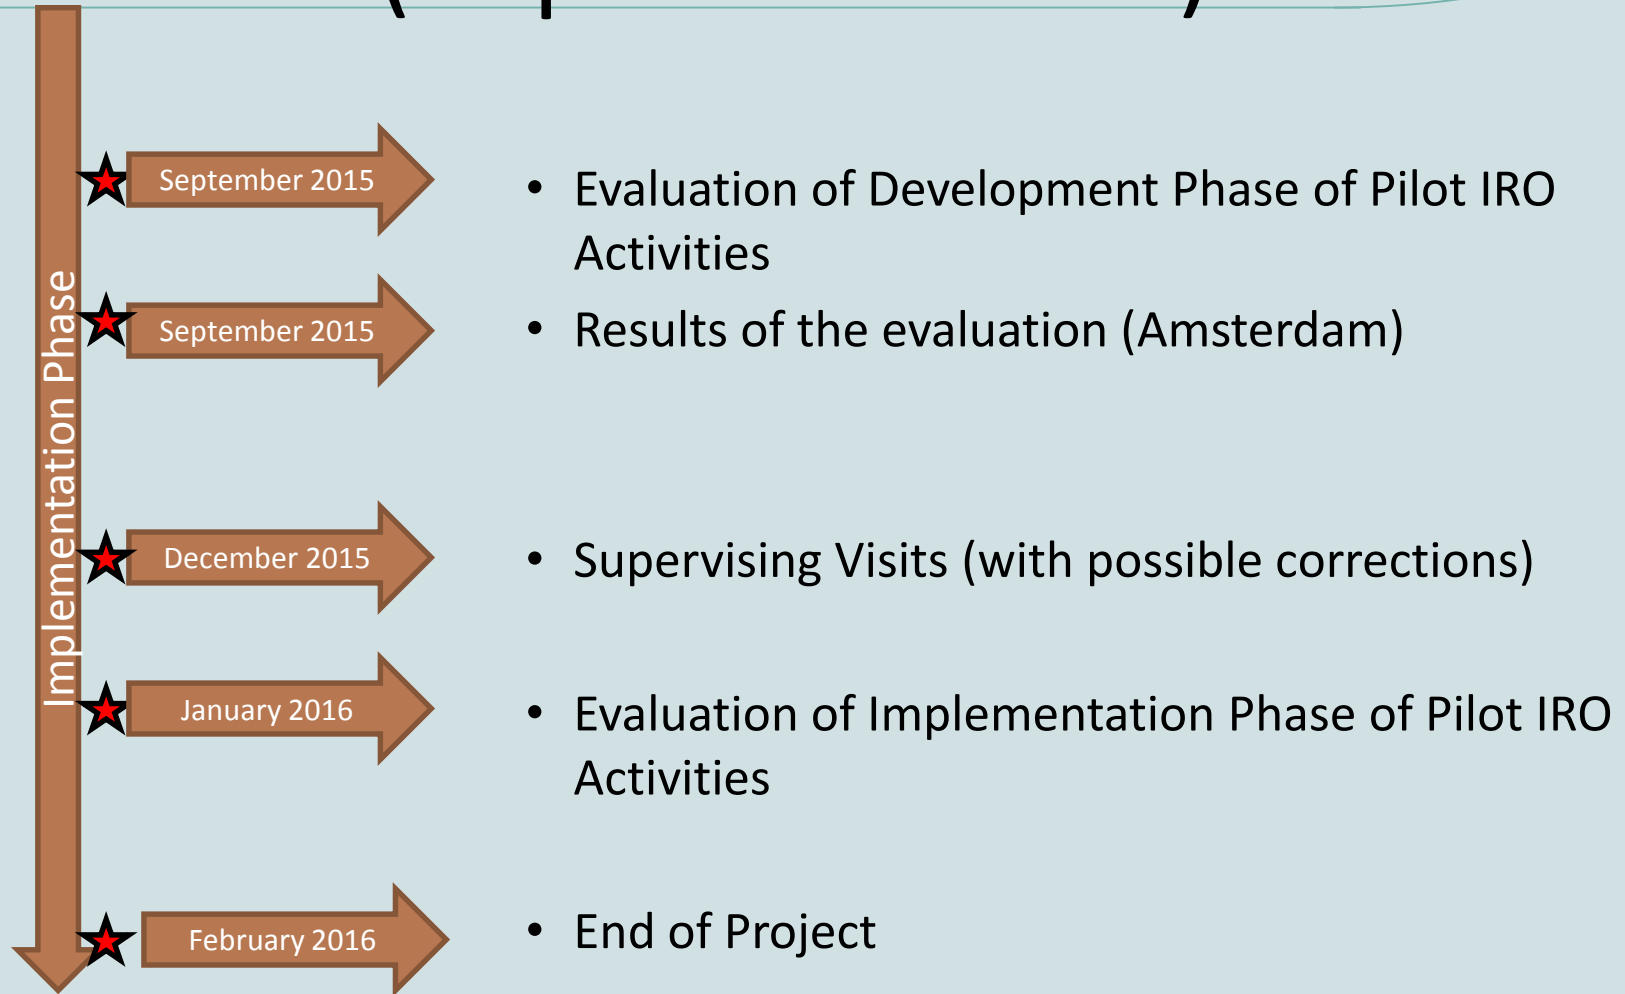 Implementation Phase
September 2015
• Evaluation of Development Phase of Pilot IRO
Activities
September 2015
• Results of the evaluation (Amsterdam)
December 2015
• Supervising Visits (with possible corrections)
January 2016
• Evaluation of Implementation Phase of Pilot IRO
Activities
February 2016
• End of Project